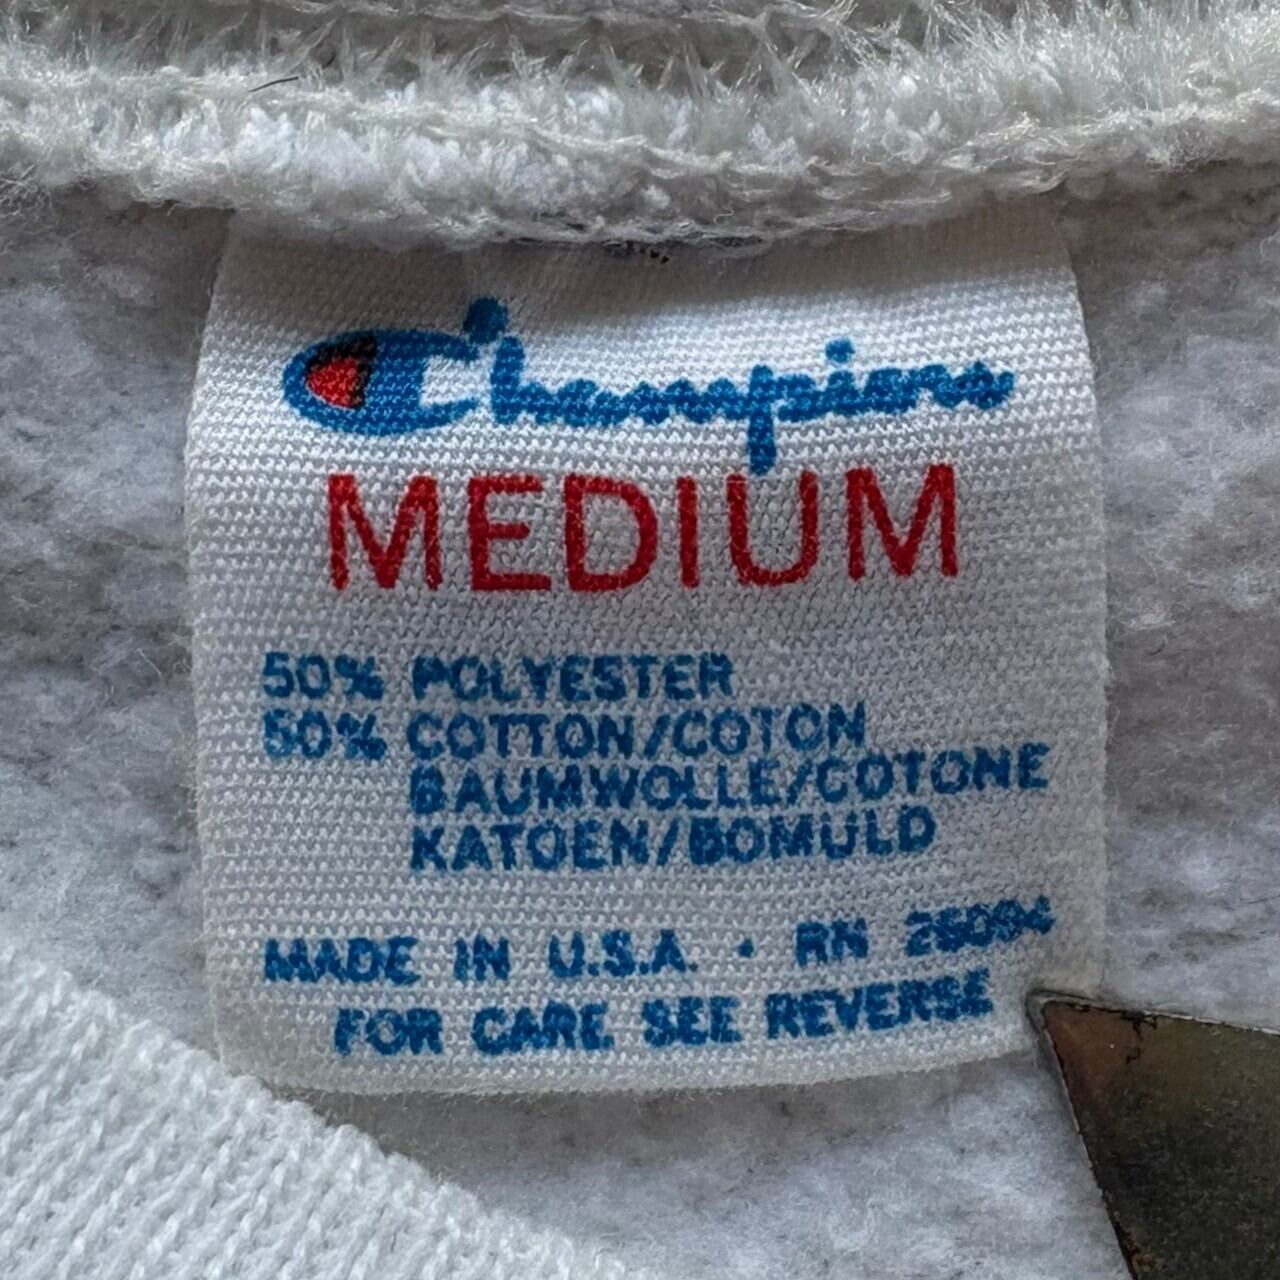 Champion
MEDIUM
50% POLYESTER
50% COTTON/COTON
BAUMWOLLE/COTONE
KATOEN/BOMULD
MADE IN U.S.A. • RN 26094
FOR CARE SEE REVERSE